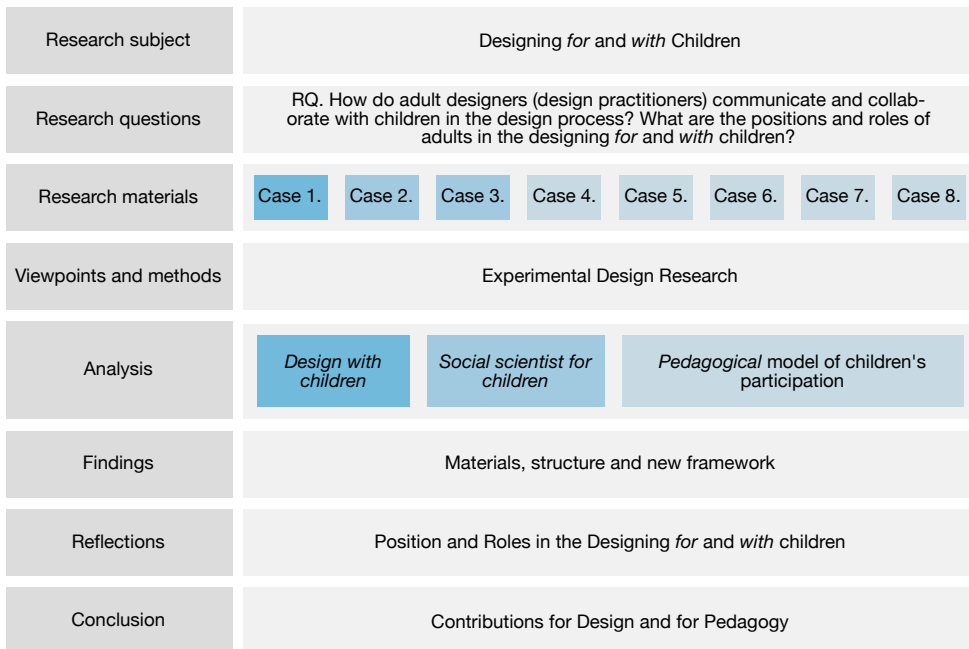 Research subject
Designing for and with Children
Research questions
RQ. How do adult designers (design practitioners) communicate and collab-
orate with children in the design process? What are the positions and roles of
adults in the designing for and with children?
Research materials
Case 1.
Case 2.
Case 3.
Case 4.
Case 5.
Case 6.
Case 7.
Case 8.
Viewpoints and methods
Experimental Design Research
Analysis
Design with
children
Social scientist for
children
Pedagogical model of children's
participation
Findings
Materials, structure and new framework
Reflections
Position and Roles in the Designing for and with children
Conclusion
Contributions for Design and for Pedagogy